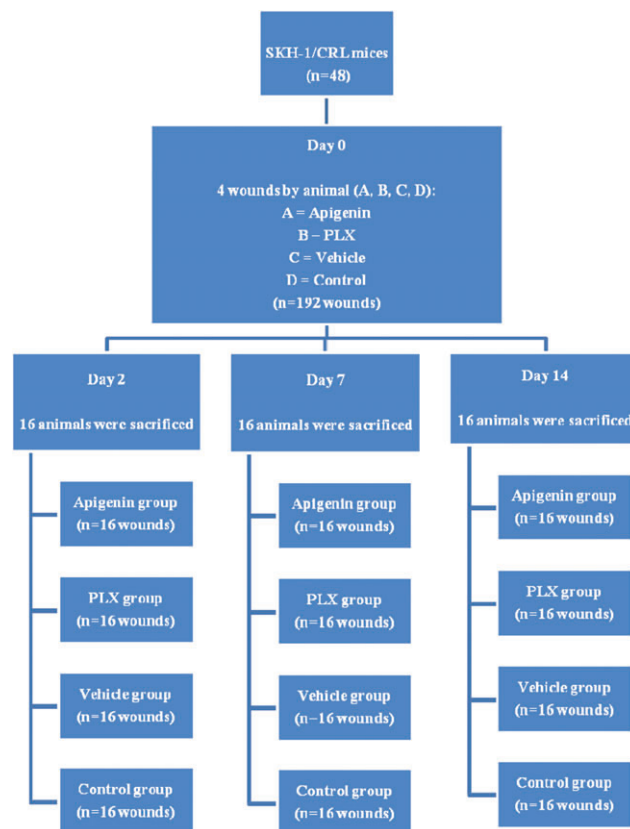 SKH-1/CRL mices
(n=48)
Day 0
4 wounds by animal (A, B, C, D):
A = Apigenin
B – PLX
C = Vehicle
D = Control
(n=192 wounds)
Day 2
16 animals were sacrificed
Apigenin group
(n=16 wounds)
PLX group
(n=16 wounds)
Vehicle group
(n=16 wounds)
Control group
(n=16 wounds)
Day 7
16 animals were sacrificed
Apigenin group
(n=16 wounds)
PLX group
(n=16 wounds)
Vehicle group
(n–16 wounds)
Control group
(n=16 wounds)
Day 14
16 animals were sacrificed
Apigenin group
(n=16 wounds)
PLX group
(n=16 wounds)
Vehicle group
(n=16 wounds)
Control group
(n=16 wounds)